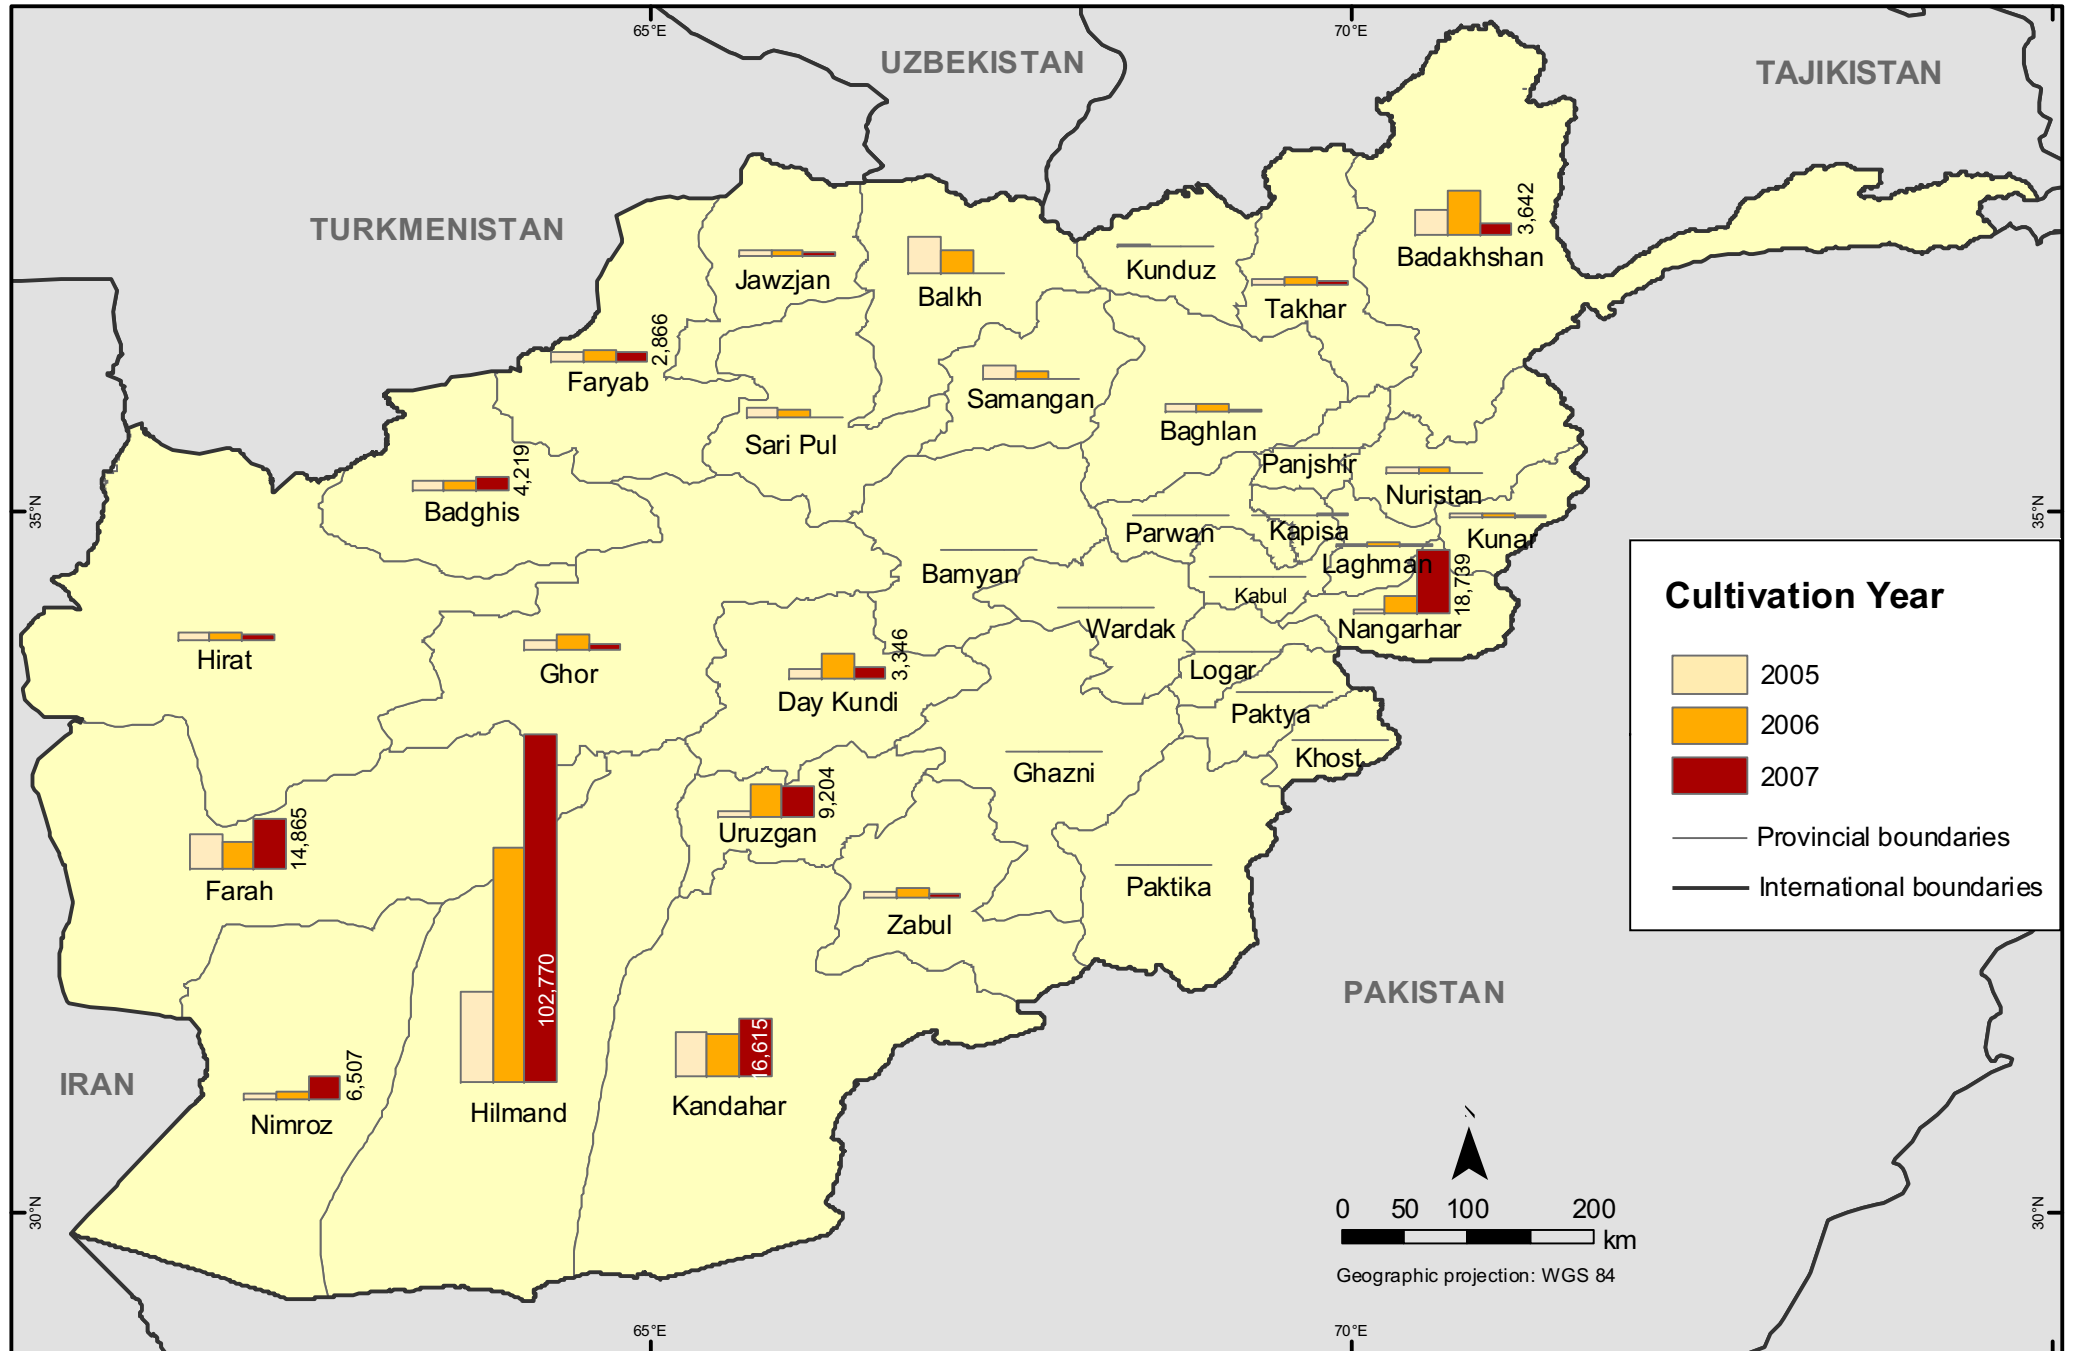 65°E
70°E
UZBEKISTAN
TAJIKISTAN
TURKMENISTAN
3,642
Badakhshan
Jawzjan
Balkh
Kunduz
Takhar
2,866
Faryab
Samangan
Sari Pul
Baghlan
Panjshir
4,219
Badghis
Nuristan
35°N
35°N
Parwan
Kapisa
Kunar
Bamyan
Laghman
18,739
Kabul
Nangarhar
Wardak
Hirat
Ghor
3,346
Day Kundi
Logar
Paktya
Khost
Ghazni
9,204
Uruzgan
14,865
Farah
Zabul
Paktika
102,770
16,615
6,507
Nimroz
Hilmand
Kandahar
IRAN
PAKISTAN
Cultivation Year
2005
2006
2007
Provincial boundaries
International boundaries
30°N
30°N
0 50 100 200
km
Geographic projection: WGS 84
65°E
70°E